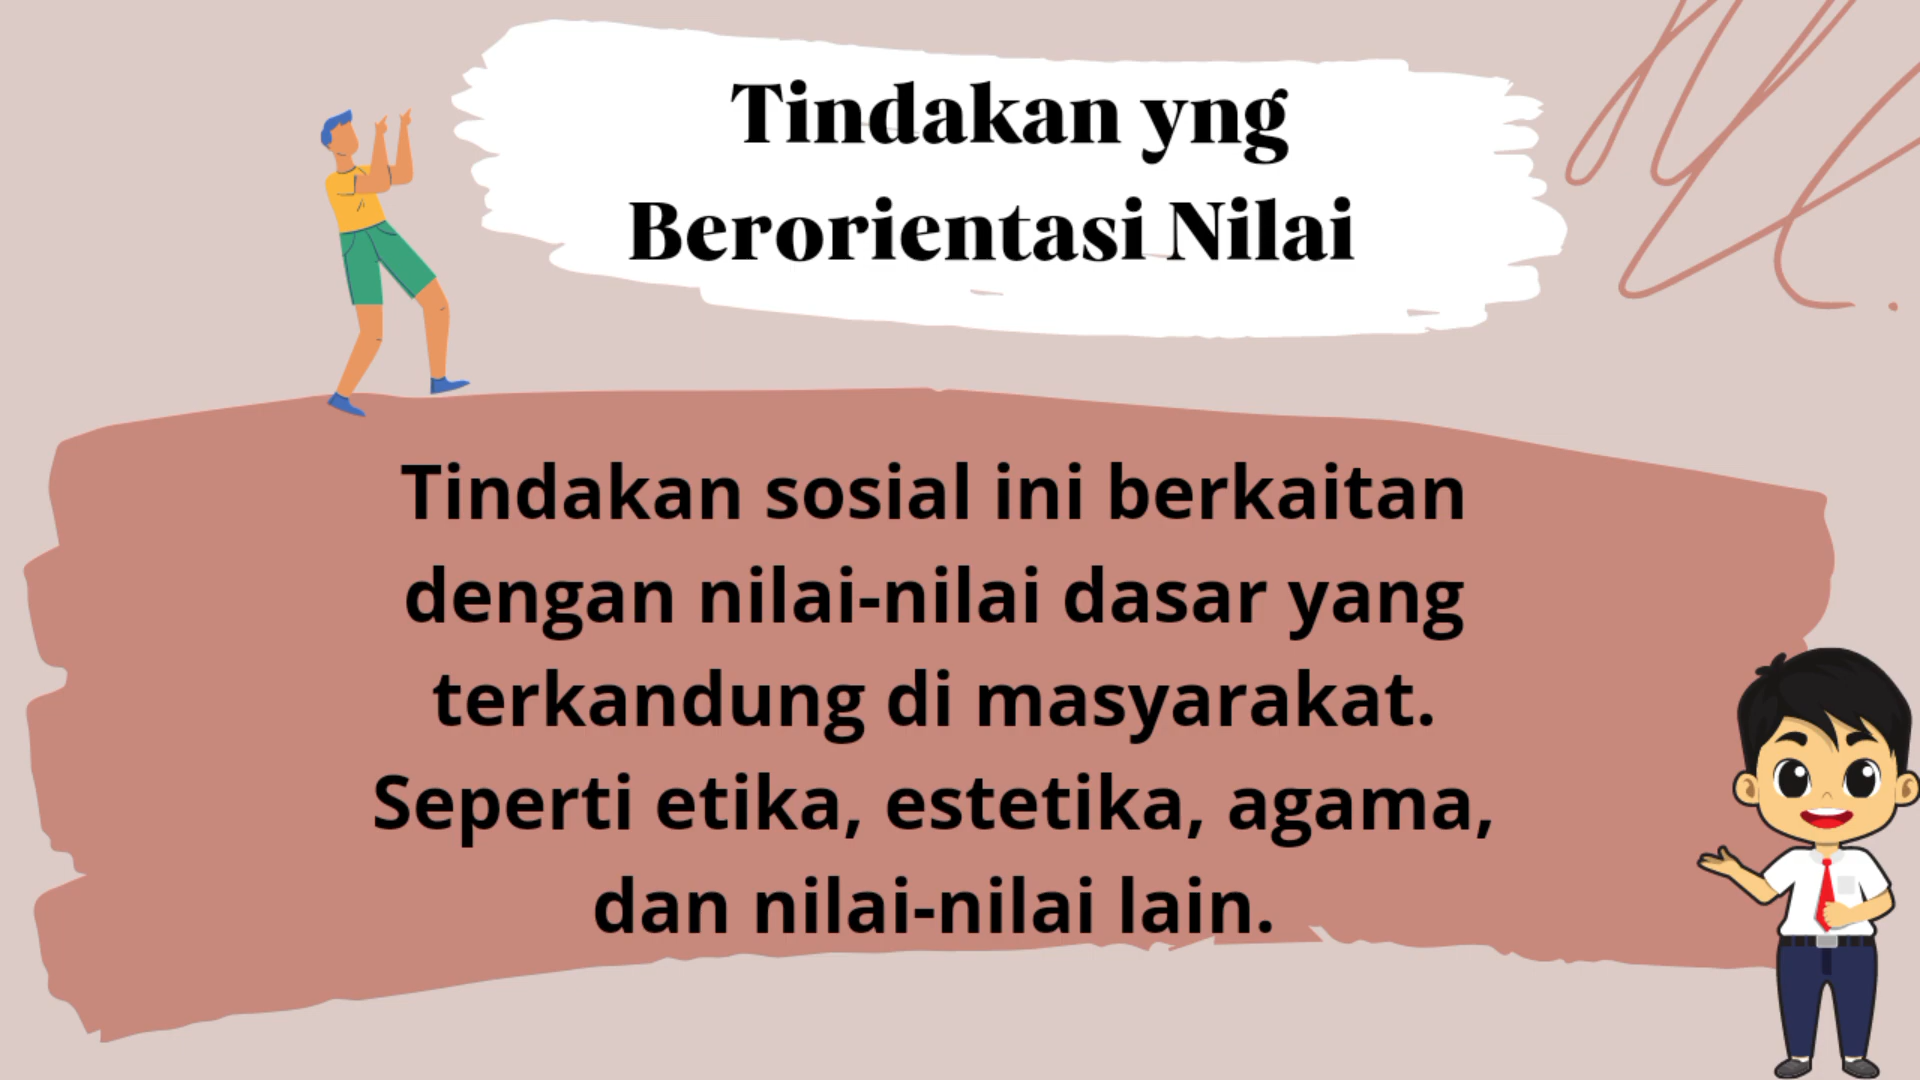 Tindakan yng
Berorientasi Nilai
Tindakan sosial ini berkaitan
dengan nilai-nilai dasar yang
terkandung di masyarakat.
Seperti etika, estetika, agama,
dan nilai-nilai lain.